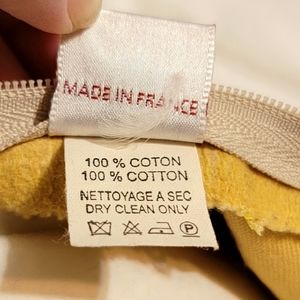 MADE IN FRANCE
100 % COTON
100 % COTTON
NETTOYAGE A SEC
DRY CLEAN ONLY
P